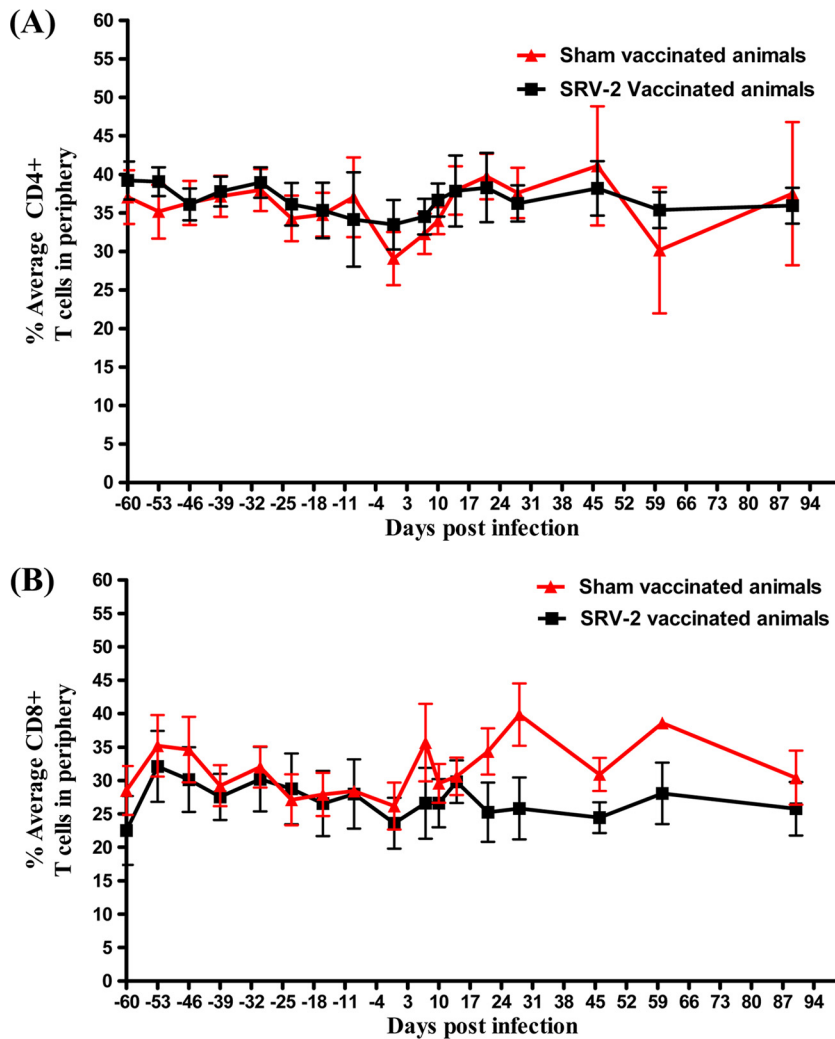 (A)
60
55
50
45
40
35
30
25
20
15
10
5
0
% Average CD4+
T cells in periphery
Sham vaccinated animals
SRV-2 Vaccinated animals
-60 -53 -46 -39 -32 -25 -18 -11 -4 3 10 17 24 31 38 45 52 59 66 73 80 87 94
Days post infection
(B)
60
55
50
45
40
35
30
25
20
15
10
5
0
% Average CD8+
T cells in periphery
Sham vaccinated animals
SRV-2 vaccinated animals
-60 -53 -46 -39 -32 -25 -18 -11 -4 3 10 17 24 31 38 45 52 59 66 73 80 87 94
Days post infection